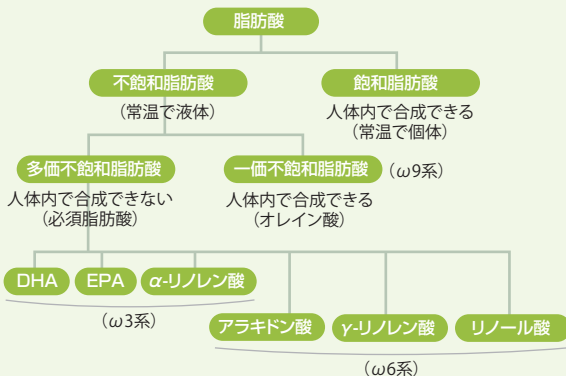 脂肪酸
不飽和脂肪酸
飽和脂肪酸
(常温で液体)
人体内で合成できる
(常温で個体)
多価不飽和脂肪酸
一価不飽和脂肪酸
(ω9系)
人体内で合成できない
(必須脂肪酸)
人体内で合成できる
(オレイン酸)
DHA
EPA
α-リノレン酸
(ω3系)
アラキドン酸
γ-リノレン酸
リノール酸
(ω6系)